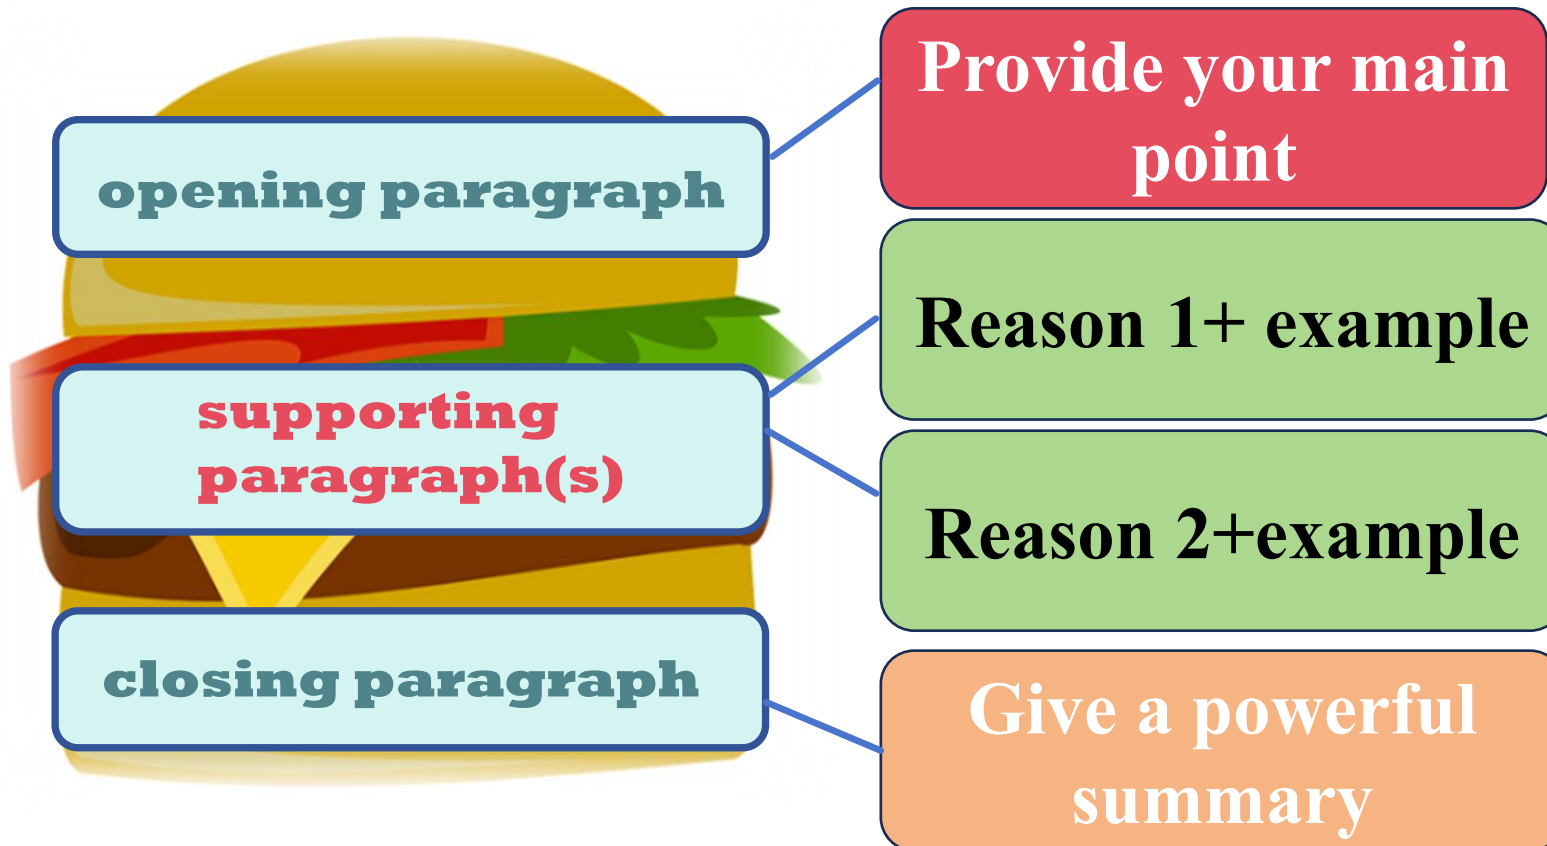 opening paragraph
Provide your main
point
supporting
paragraph(s)
Reason 1+ example
Reason 2+example
closing paragraph
Give a powerful
summary